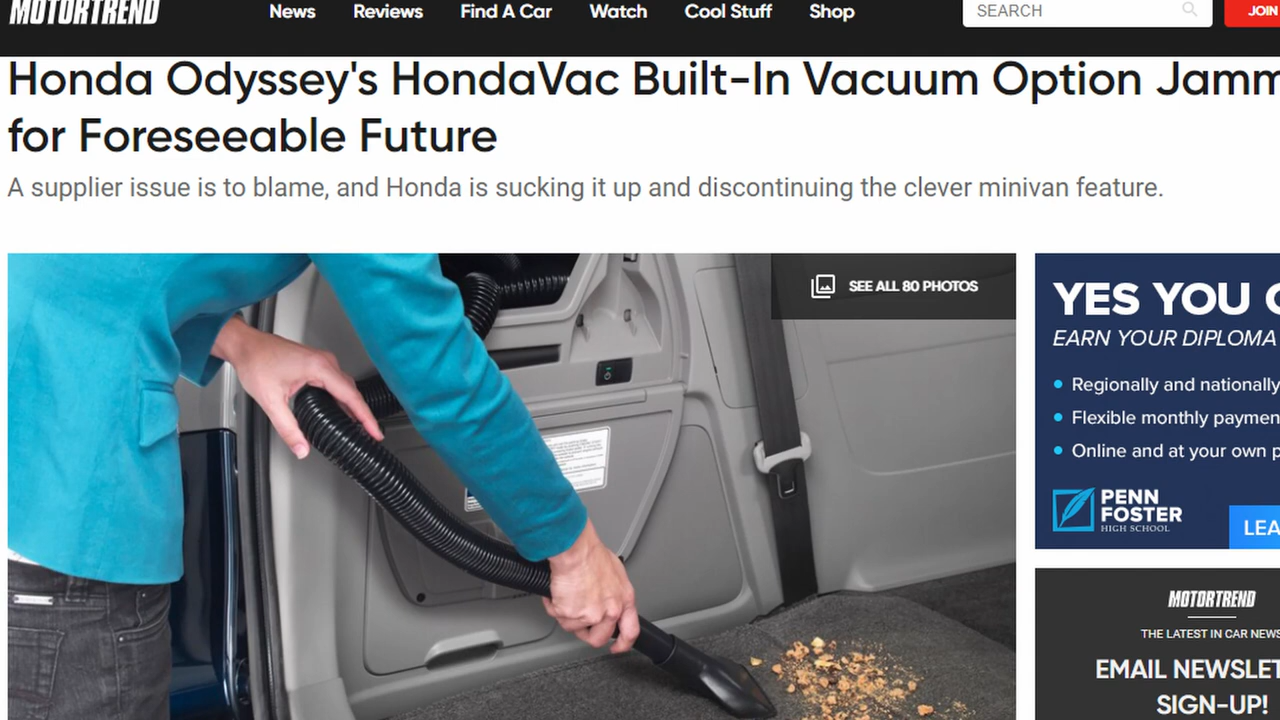 MOTORTREND
News Reviews Find A Car Watch Cool Stuff Shop SEARCH JOIN
Honda Odyssey's HondaVac Built-In Vacuum Option Jamm
for Foreseeable Future
A supplier issue is to blame, and Honda is sucking it up and discontinuing the clever minivan feature.
SEE ALL 80 PHOTOS
YES YOU C
EARN YOUR DIPLOMA
Regionally and nationally
Flexible monthly paymen
Online and at your own p
PENN
FOSTER
HIGH SCHOOL
LEA
MOTORTREND
THE LATEST IN CAR NEWS
EMAIL NEWSLET
SIGN-UP!